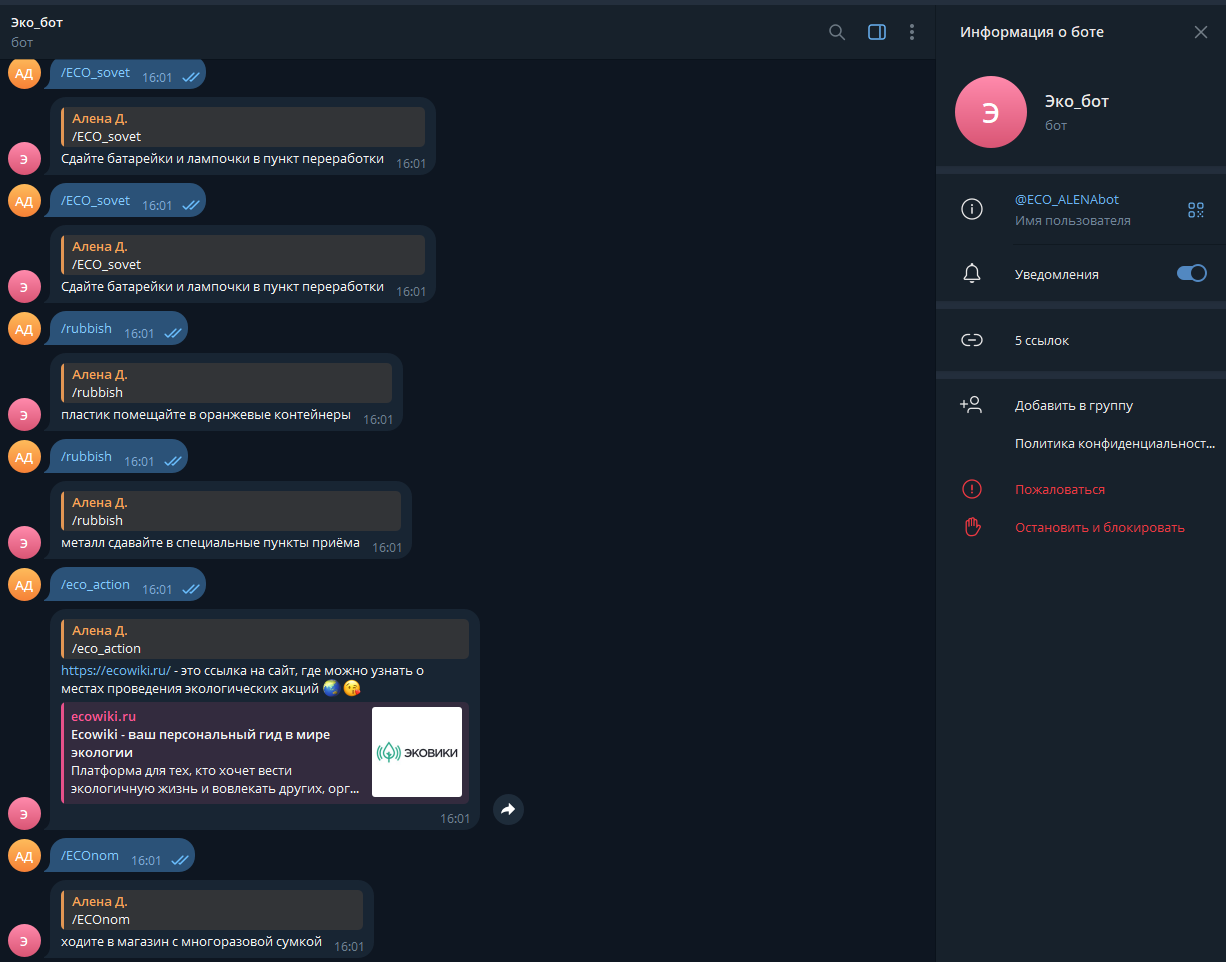 Эко_бот
бот
АД
/ECO_sovet 16:01
Алена Д.
/ECO_sovet
Сдайте батарейки и лампочки в пункт переработки 16:01
Э
АД
/ECO_sovet 16:01
Алена Д.
/ECO_sovet
Сдайте батарейки и лампочки в пункт переработки 16:01
Э
АД
/rubbish 16:01
Алена Д.
/rubbish
пластик помещайте в оранжевые контейнеры 16:01
Э
АД
/rubbish 16:01
Алена Д.
/rubbish
металл сдавайте в специальные пункты приёма 16:01
Э
АД
/eco_action 16:01
Алена Д.
/eco_action
https://ecowiki.ru/ - это ссылка на сайт, где можно узнать о
местах проведения экологических акций 🌏 😘
ecowiki.ru
Ecowiki - ваш персональный гид в мире
экологии
Платформа для тех, кто хочет вести
экологичную жизнь и вовлекать других, орг...
ЭКОВИКИ
16:01
Э
АД
/ECOnom 16:01
Алена Д.
/ECOnom
ходите в магазин с многоразовой сумкой 16:01
Э
Информация о боте
Э
Эко_бот
бот
@ECO_ALENAbot
Имя пользователя
Уведомления
5 ссылок
Добавить в группу
Политика конфиденциальност...
Пожаловаться
Остановить и блокировать